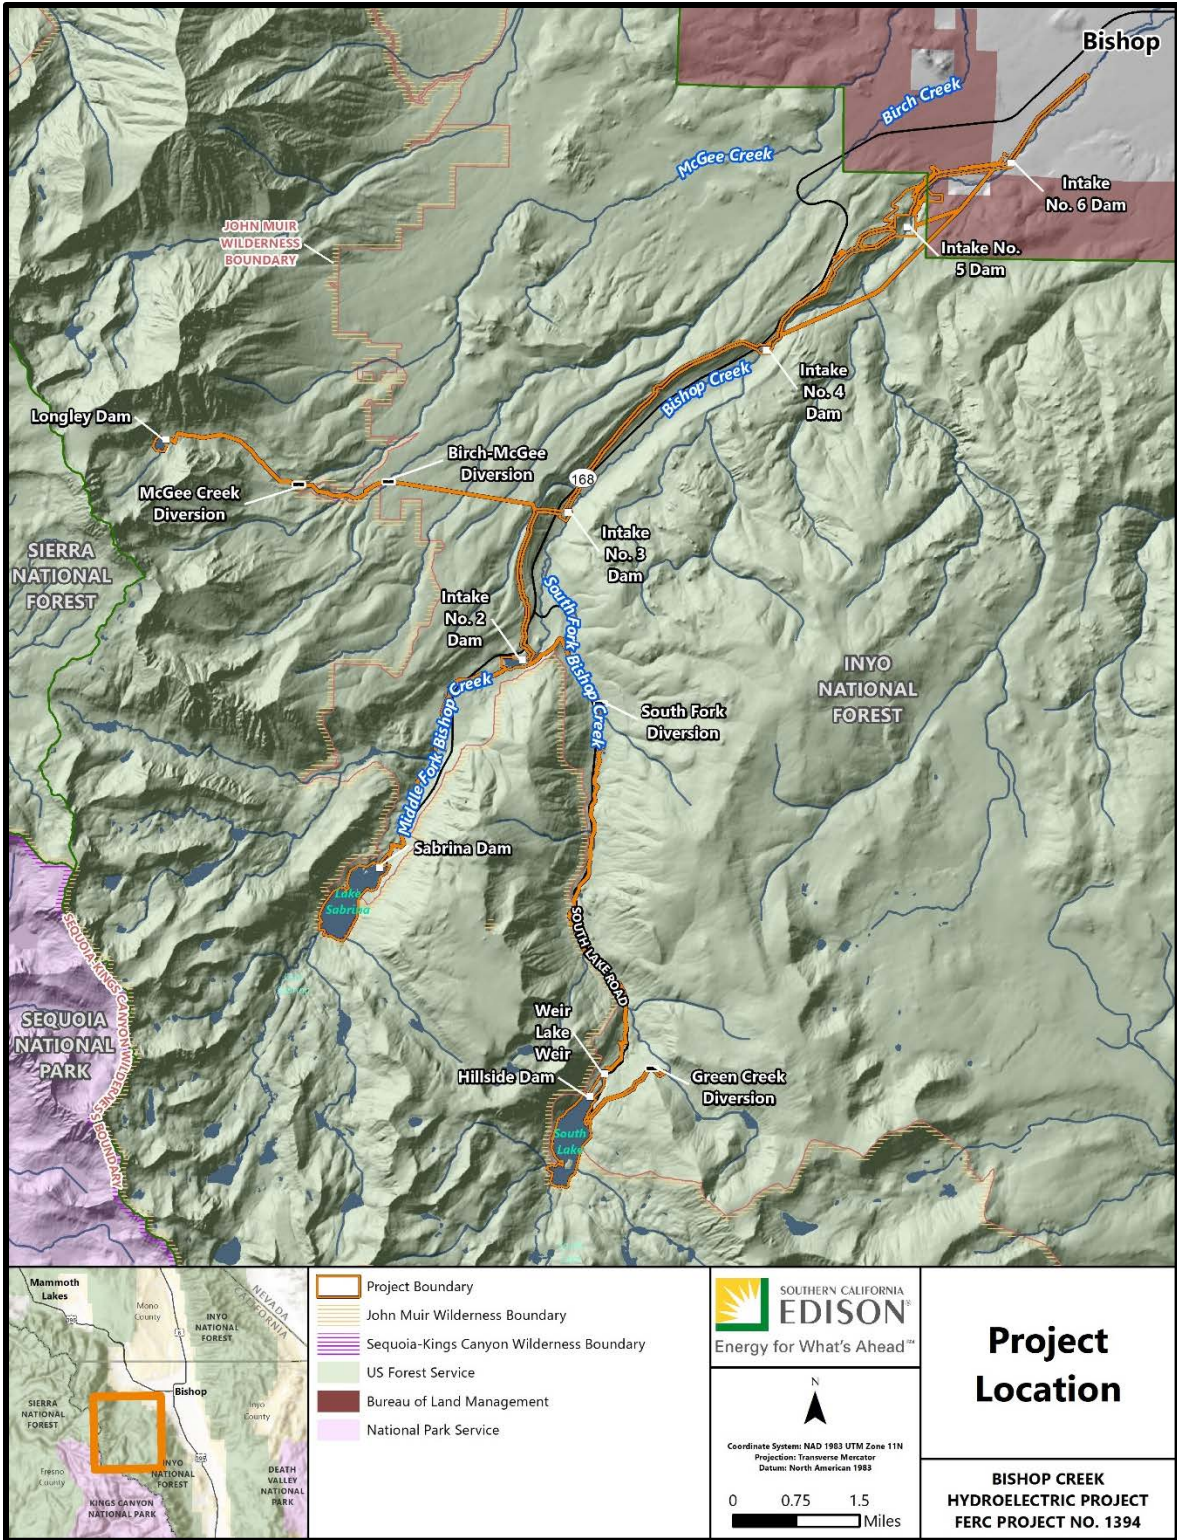 Bishop
Birch Creek
McGee Creek
Intake
No. 6 Dam
JOHN MUIR
WILDERNESS
BOUNDARY
Intake No.
5 Dam
Intake
No. 4
Dam
Bishop Creek
Longley Dam
Birch-McGee
Diversion
168
McGee Creek
Diversion
Intake
No. 3
Dam
SIERRA
NATIONAL
FOREST
Intake
No. 2
Dam
South Fork Bishop Creek
INYO
NATIONAL
FOREST
Middle Fork Bishop Creek
South Fork
Diversion
Sabrina Dam
Lake
Sabrina
SEQUOIA-KINGS CANYON WILDERNESS BOUNDARY
SOUTH LAKE ROAD
SEQUOIA
NATIONAL
PARK
Weir
Lake
Weir
Hillside Dam
Green Creek
Diversion
South
Lake
Mammoth
Lakes
Mono
County
NEVADA
CALIFORNIA
395
6
INYO
NATIONAL
FOREST
Bishop
SIERRA
NATIONAL
FOREST
Inyo
County
395
Fresno
County
INYO
NATIONAL
FOREST
DEATH
VALLEY
NATIONAL
PARK
KINGS CANYON
NATIONAL PARK
Project Boundary
John Muir Wilderness Boundary
Sequoia-Kings Canyon Wilderness Boundary
US Forest Service
Bureau of Land Management
National Park Service
SOUTHERN CALIFORNIA
EDISON®
Energy for What's Ahead℠
N
Coordinate System: NAD 1983 UTM Zone 11N
Projection: Transverse Mercator
Datum: North American 1983
0 0.75 1.5
Miles
Project
Location
BISHOP CREEK
HYDROELECTRIC PROJECT
FERC PROJECT NO. 1394